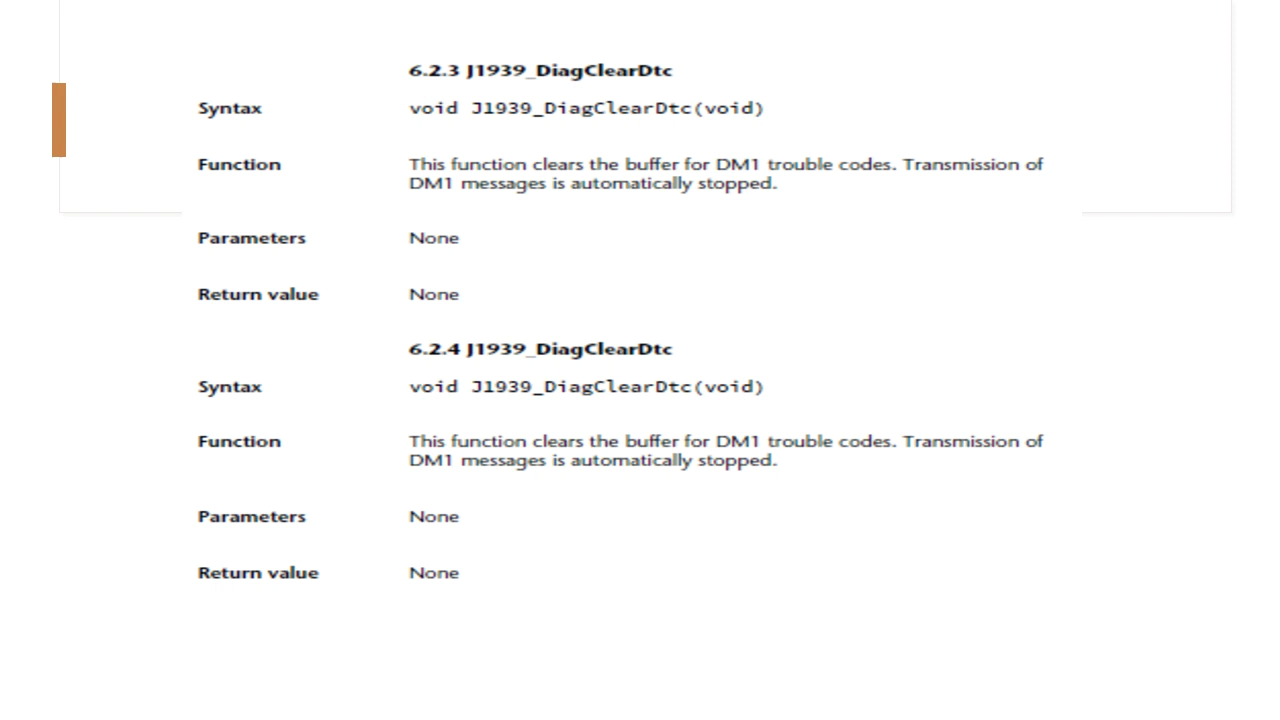 6.2.3 J1939_DiagClearDtc
Syntax void J1939_DiagClearDtc(void)
Function This function clears the buffer for DM1 trouble codes. Transmission of
DM1 messages is automatically stopped.
Parameters None
Return value None
6.2.4 J1939_DiagClearDtc
Syntax void J1939_DiagClearDtc(void)
Function This function clears the buffer for DM1 trouble codes. Transmission of
DM1 messages is automatically stopped.
Parameters None
Return value None